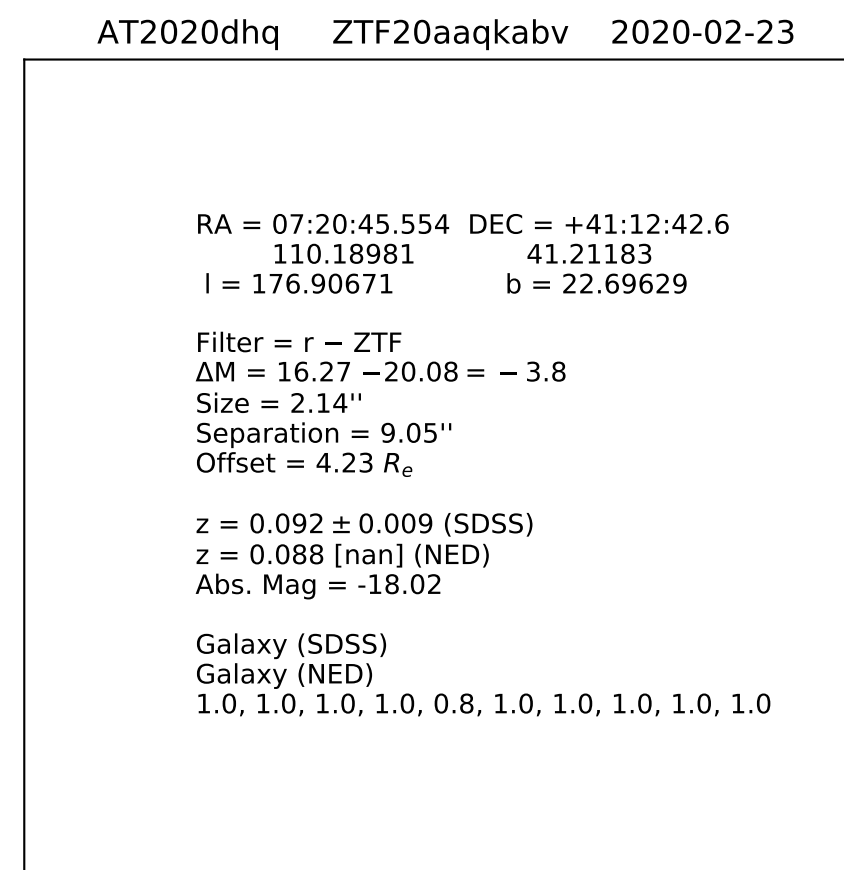 AT2020dhq ZTF20aaqkabv 2020-02-23
RA = 07:20:45.554 DEC = +41:12:42.6
110.18981 41.21183
l = 176.90671 b = 22.69629
Filter = r − ZTF
ΔM = 16.27 −20.08 = − 3.8
Size = 2.14''
Separation = 9.05''
Offset = 4.23 Re
z = 0.092 ± 0.009 (SDSS)
z = 0.088 [nan] (NED)
Abs. Mag = -18.02
Galaxy (SDSS)
Galaxy (NED)
1.0, 1.0, 1.0, 1.0, 0.8, 1.0, 1.0, 1.0, 1.0, 1.0